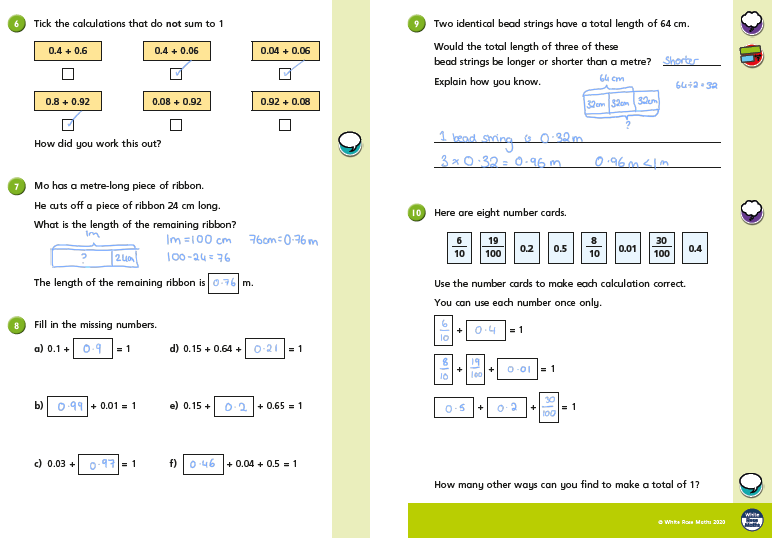 6 Tick the calculations that do not sum to 1
0.4 + 0.6 0.4 + 0.06 0.04 + 0.06
✓ ✓
0.8 + 0.92 0.08 + 0.92 0.92 + 0.08
✓
How did you work this out?
7 Mo has a metre-long piece of ribbon.
He cuts off a piece of ribbon 24 cm long.
What is the length of the remaining ribbon?
1m 1m = 100 cm 76cm = 0.76m
? 24cm 100 - 24 = 76
The length of the remaining ribbon is 0.76 m.
8 Fill in the missing numbers.
a) 0.1 + 0.9 = 1 d) 0.15 + 0.64 + 0.21 = 1
b) 0.99 + 0.01 = 1 e) 0.15 + 0.2 + 0.65 = 1
c) 0.03 + 0.97 = 1 f) 0.46 + 0.04 + 0.5 = 1
9 Two identical bead strings have a total length of 64 cm.
Would the total length of three of these
bead strings be longer or shorter than a metre? Shorter
Explain how you know. 64cm 64÷2=32
32cm 32cm 32cm
?
1 bead string is 0.32m
3 × 0.32 = 0.96m 0.96m < 1m
10 Here are eight number cards.
6/10 19/100 0.2 0.5 8/10 0.01 30/100 0.4
Use the number cards to make each calculation correct.
You can use each number once only.
6/10 + 0.4 = 1
8/10 + 19/100 + 0.01 = 1
0.5 + 0.2 + 30/100 = 1
How many other ways can you find to make a total of 1?
© White Rose Maths 2020
White
Rose
Maths